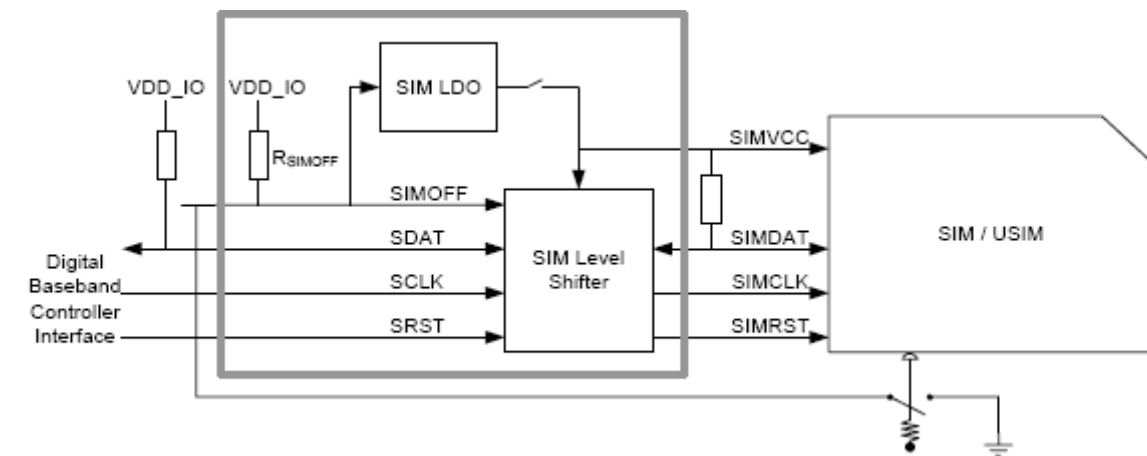 VDD_IO
VDD_IO
SIM LDO
R_SIMOFF
SIMVCC
SIMOFF
SDAT
SIM Level
Shifter
SIMDAT
SIM / USIM
Digital
Baseband
Controller
Interface
SCLK
SIMCLK
SRST
SIMRST